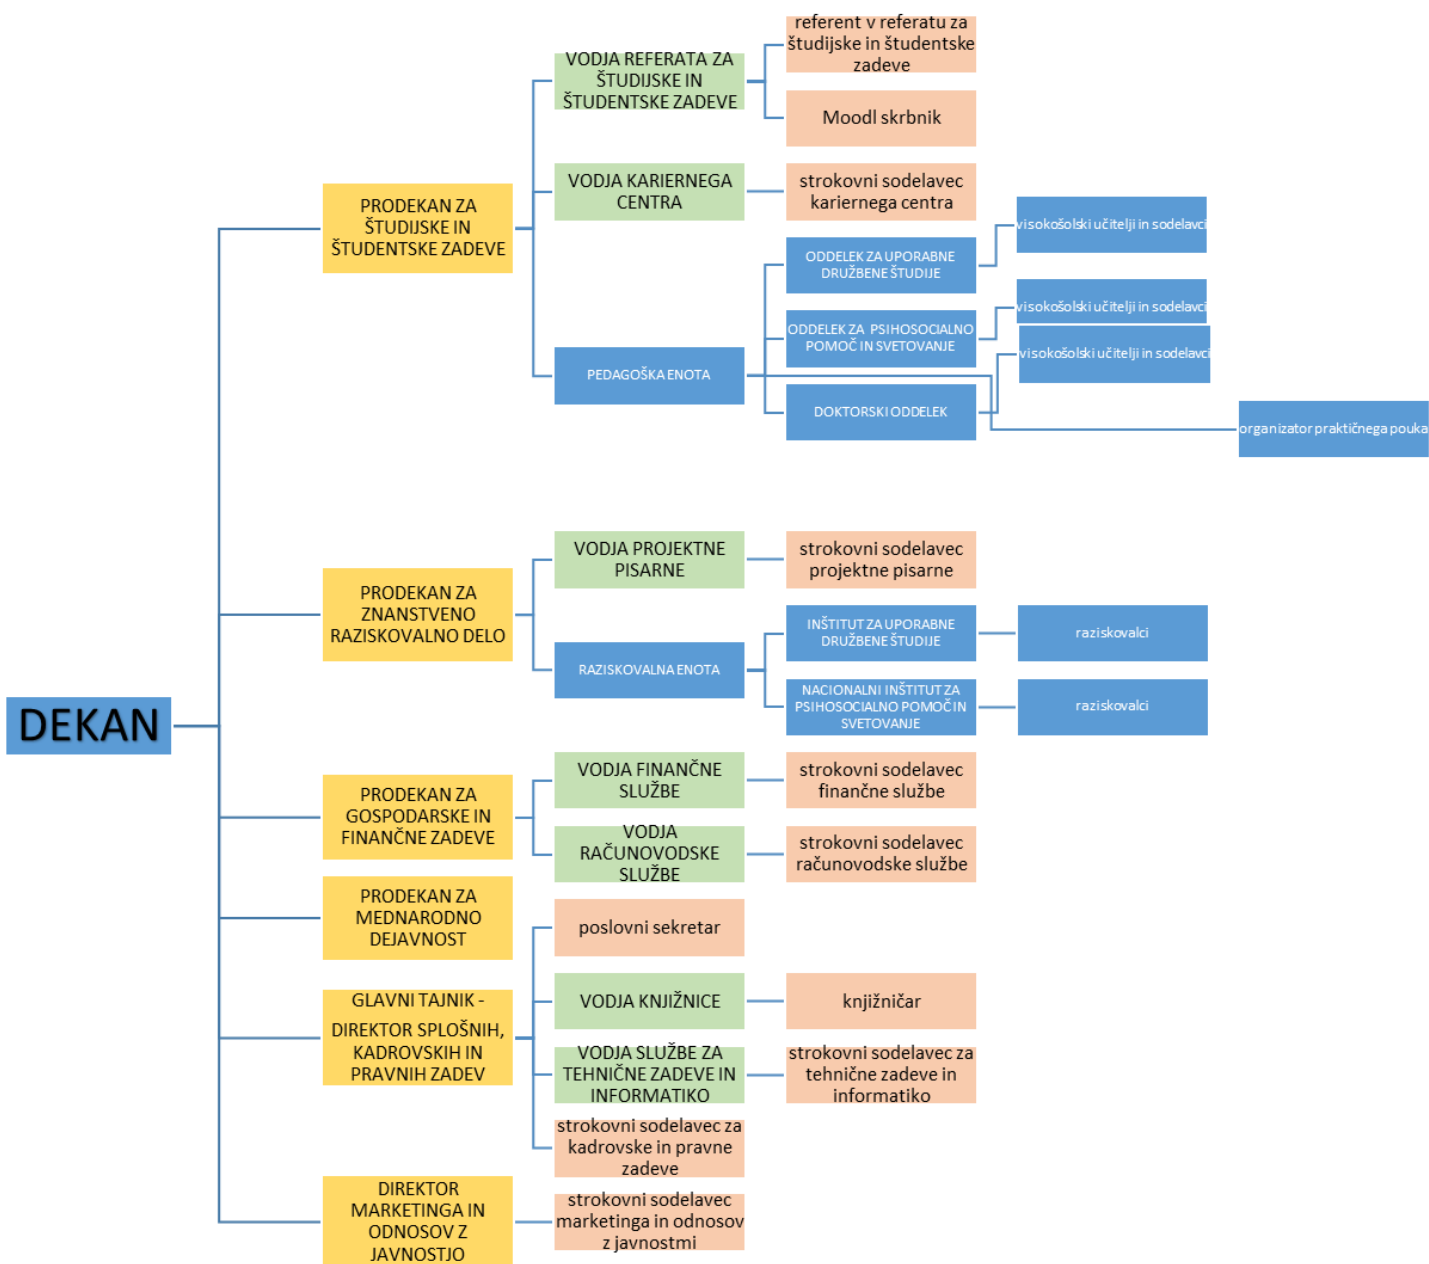 DEKAN
PRODEKAN ZA
ŠTUDIJSKE IN
ŠTUDENTSKE ZADEVE
VODJA REFERATA ZA
ŠTUDIJSKE IN
ŠTUDENTSKE ZADEVE
referent v referatu za
študijske in študentske
zadeve
Moodl skrbnik
VODJA KARIERNEGA
CENTRA
strokovni sodelavec
kariernega centra
PEDAGOŠKA ENOTA
ODDELEK ZA UPORABNE
DRUŽBENE ŠTUDIJE
visokošolski učitelji in sodelavci
ODDELEK ZA PSIHOSOCIALNO
POMOČ IN SVETOVANJE
visokošolski učitelji in sodelavci
DOKTORSKI ODDELEK
visokošolski učitelji in sodelavci
organizator praktičnega pouka
PRODEKAN ZA
ZNANSTVENO
RAZISKOVALNO DELO
VODJA PROJEKTNE
PISARNE
strokovni sodelavec
projektne pisarne
RAZISKOVALNA ENOTA
INŠTITUT ZA UPORABNE
DRUŽBENE ŠTUDIJE
raziskovalci
NACIONALNI INŠTITUT ZA
PSIHOSOCIALNO POMOČ IN
SVETOVANJE
raziskovalci
PRODEKAN ZA
GOSPODARSKE IN
FINANČNE ZADEVE
VODJA FINANČNE
SLUŽBE
strokovni sodelavec
finančne službe
VODJA
RAČUNOVODSKE
SLUŽBE
strokovni sodelavec
računovodske službe
PRODEKAN ZA
MEDNARODNO
DEJAVNOST
GLAVNI TAJNIK -
DIREKTOR SPLOŠNIH,
KADROVSKIH IN
PRAVNIH ZADEV
poslovni sekretar
VODJA KNJIŽNICE
knjižničar
VODJA SLUŽBE ZA
TEHNIČNE ZADEVE IN
INFORMATIKO
strokovni sodelavec za
tehnične zadeve in
informatiko
strokovni sodelavec za
kadrovske in pravne
zadeve
DIREKTOR
MARKETINGA IN
ODNOSOV Z
JAVNOSTJO
strokovni sodelavec
marketinga in odnosov
z javnostmi